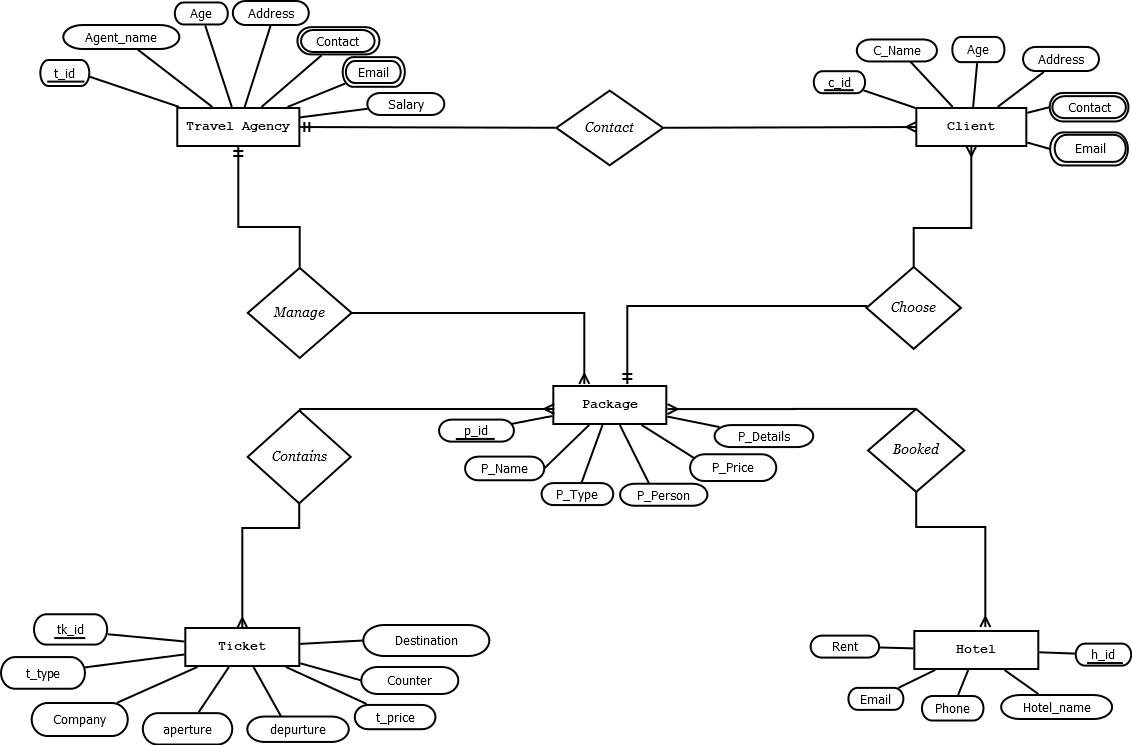 Age
Address
Agent_name
Contact
t_id
Email
Salary
Travel Agency
Contact
C_Name
Age
Address
c_id
Contact
Client
Email
Manage
Choose
Package
p_id
P_Name
P_Type
P_Person
P_Price
P_Details
Contains
Booked
tk_id
Ticket
Destination
t_type
Counter
Company
aperture
depurture
t_price
Rent
Hotel
h_id
Email
Phone
Hotel_name